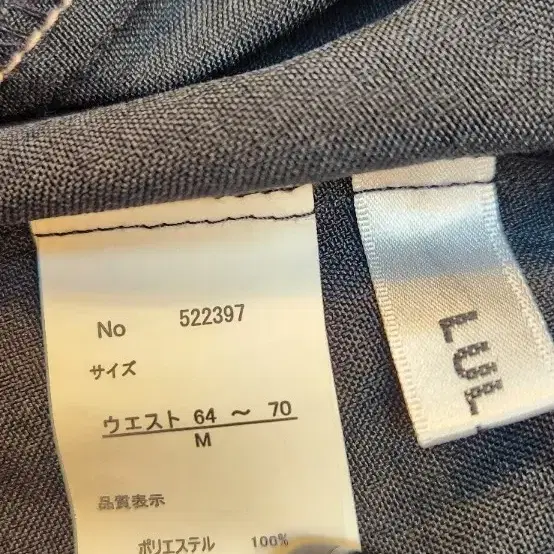 No 522397
サイズ
ウエスト 64 ～ 70
M
品質表示
ポリエステル 100%
LUL